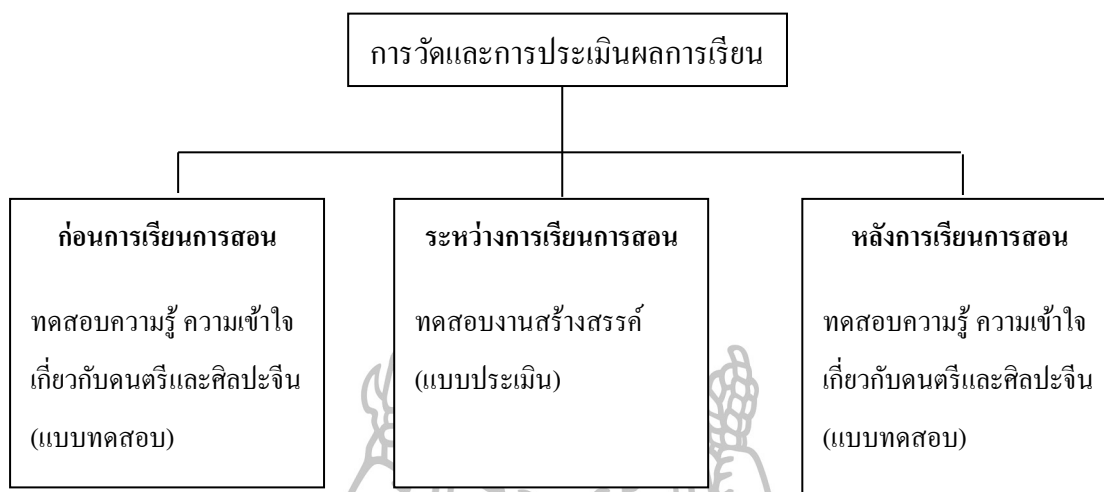 การวัดและการประเมินผลการเรียน
ก่อนการเรียนการสอน
ทดสอบความรู้ ความเข้าใจ
เกี่ยวกับดนตรีและศิลปะจีน
(แบบทดสอบ)
ระหว่างการเรียนการสอน
ทดสอบงานสร้างสรรค์
(แบบประเมิน)
หลังการเรียนการสอน
ทดสอบความรู้ ความเข้าใจ
เกี่ยวกับดนตรีและศิลปะจีน
(แบบทดสอบ)